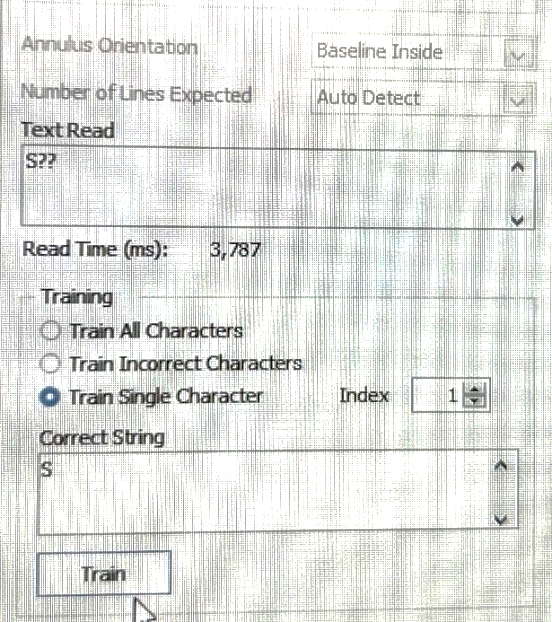 Annulus Orientation Baseline Inside
Number of Lines Expected Auto Detect
Text Read
S??
Read Time (ms): 3,787
Training
Train All Characters
Train Incorrect Characters
Train Single Character Index 1
Correct String
S
Train